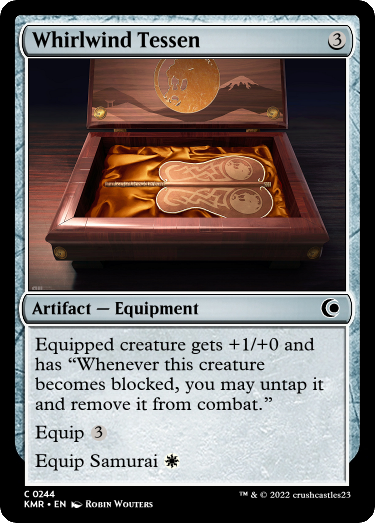 Whirlwind Tessen 3
Artifact — Equipment
Equipped creature gets +1/+0 and
has “Whenever this creature
becomes blocked, you may untap it
and remove it from combat.”
Equip 3
Equip Samurai
C 0244
KMR • EN Robin Wouters
™ & © 2022 crushcastles23